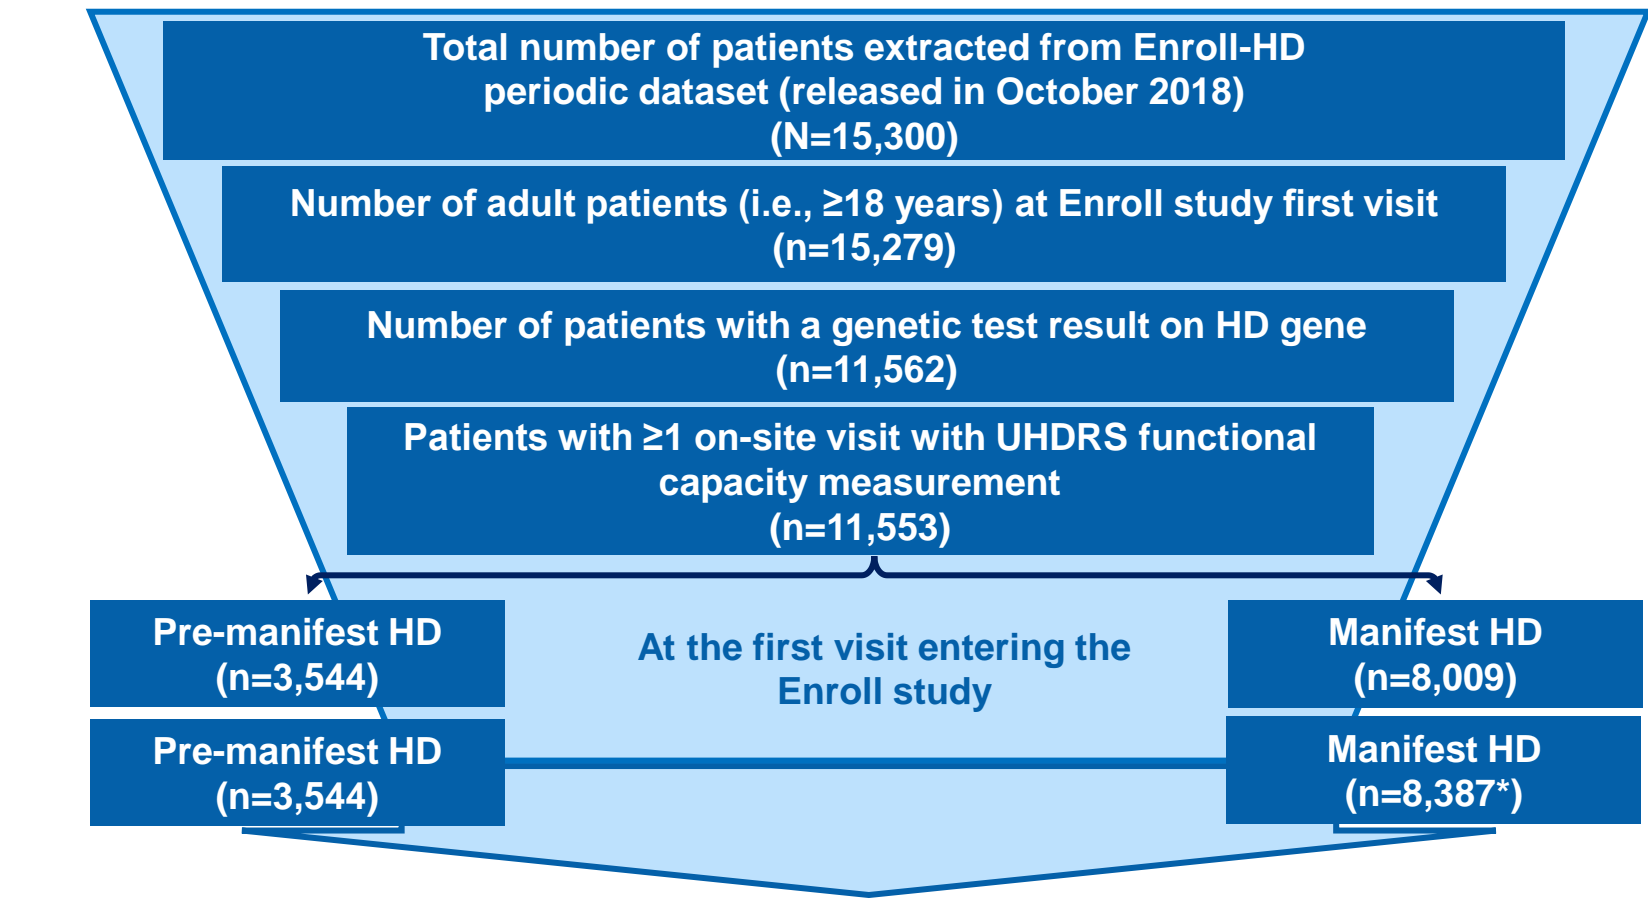 Total number of patients extracted from Enroll-HD
periodic dataset (released in October 2018)
(N=15,300)
Number of adult patients (i.e., ≥18 years) at Enroll study first visit
(n=15,279)
Number of patients with a genetic test result on HD gene
(n=11,562)
Patients with ≥1 on-site visit with UHDRS functional
capacity measurement
(n=11,553)
Pre-manifest HD
(n=3,544)
At the first visit entering the
Enroll study
Manifest HD
(n=8,009)
Pre-manifest HD
(n=3,544)
Manifest HD
(n=8,387*)